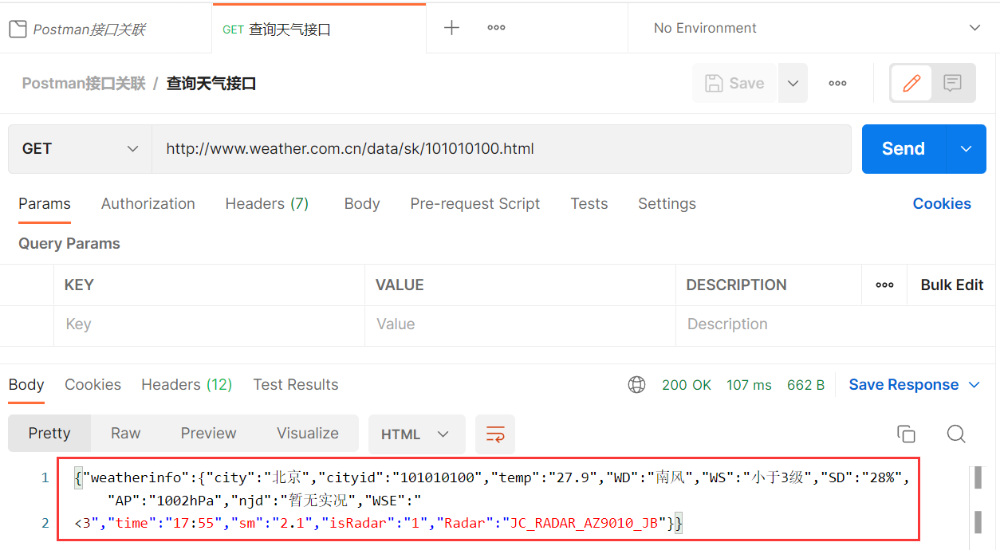 Postman接口关联
GET 查询天气接口
No Environment
Postman接口关联 / 查询天气接口
Save
GET
http://www.weather.com.cn/data/sk/101010100.html
Send
Params Authorization Headers (7) Body Pre-request Script Tests Settings Cookies
Query Params
KEY VALUE DESCRIPTION Bulk Edit
Key Value Description
Body Cookies Headers (12) Test Results 200 OK 107 ms 662 B Save Response
Pretty Raw Preview Visualize HTML
1 {"weatherinfo":{"city":"北京","cityid":"101010100","temp":"27.9","WD":"南风","WS":"小于3级","SD":"28%",
"AP":"1002hPa","njd":"暂无实况","WSE":"
2 <3","time":"17:55","sm":"2.1","isRadar":"1","Radar":"JC_RADAR_AZ9010_JB"}}